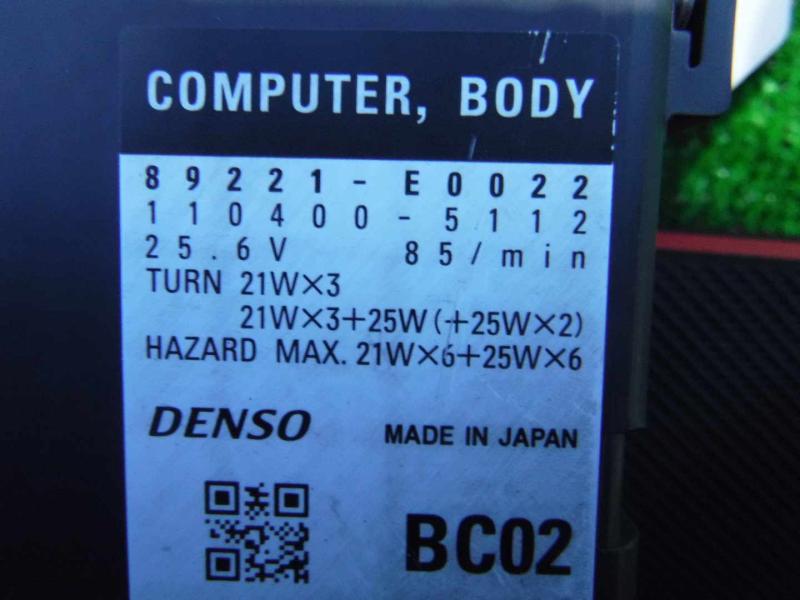 COMPUTER, BODY
89221-E0022
110400-5112
25.6V 85/min
TURN 21W×3
21W×3+25W(+25W×2)
HAZARD MAX. 21W×6+25W×6
DENSO MADE IN JAPAN
BC02